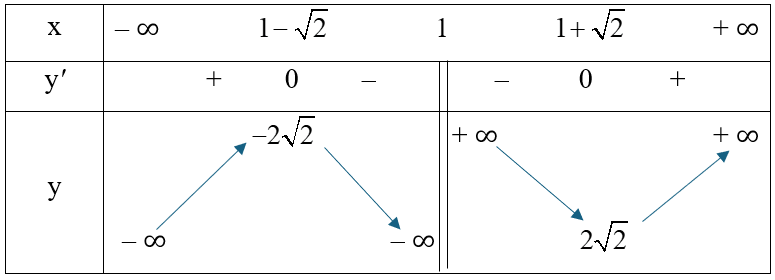 x – ∞ 1– √2 1 1+ √2 + ∞
y′ + 0 – – 0 +
–2√2 + ∞ + ∞
y
– ∞ – ∞ 2√2